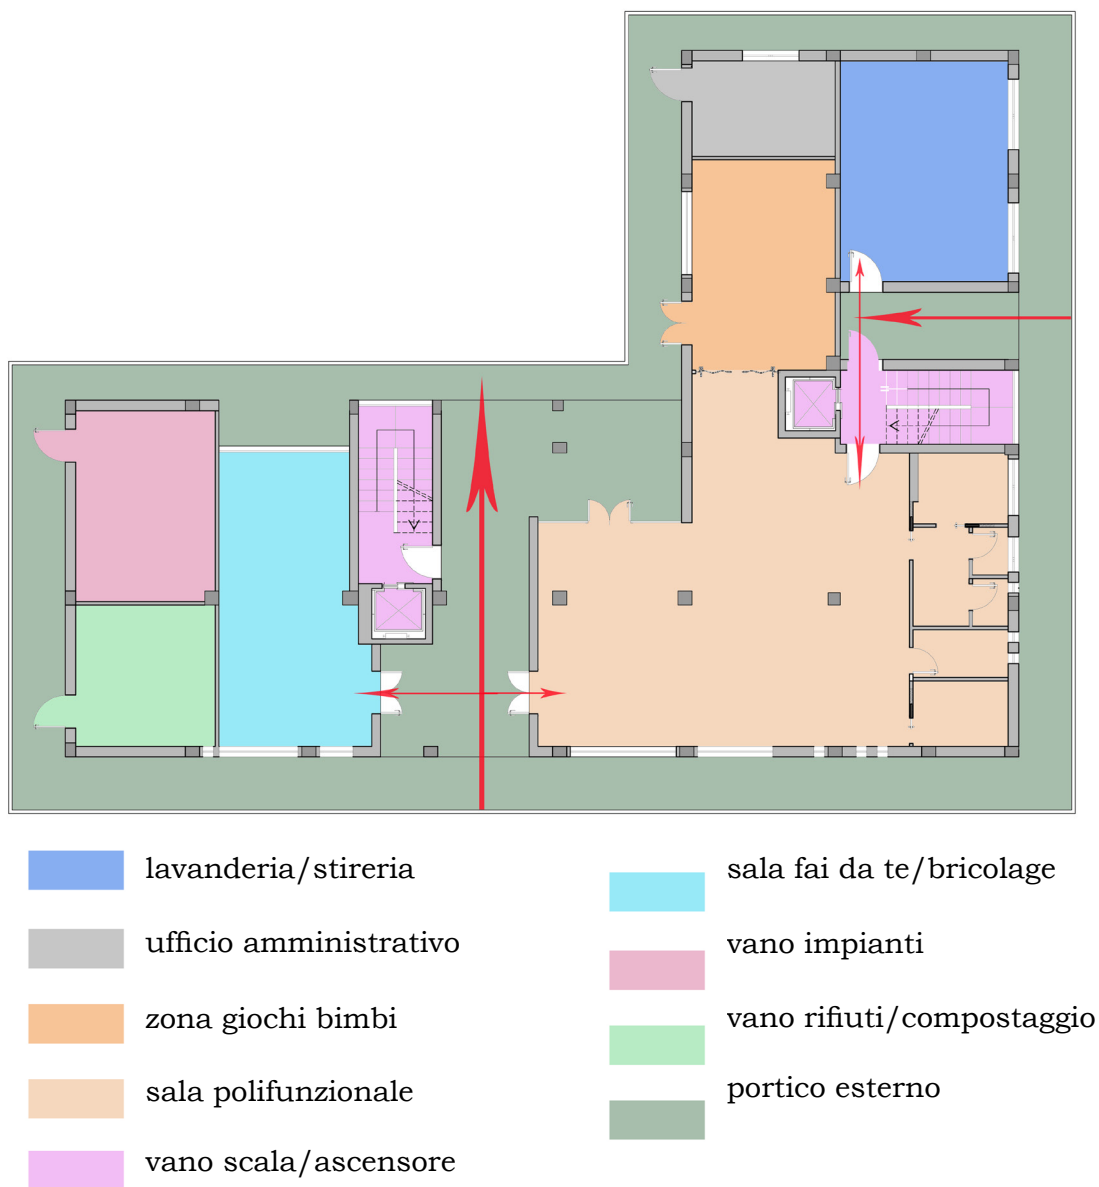 lavanderia/stireria
ufficio amministrativo
zona giochi bimbi
sala polifunzionale
vano scala/ascensore
sala fai da te/bricolage
vano impianti
vano rifiuti/compostaggio
portico esterno